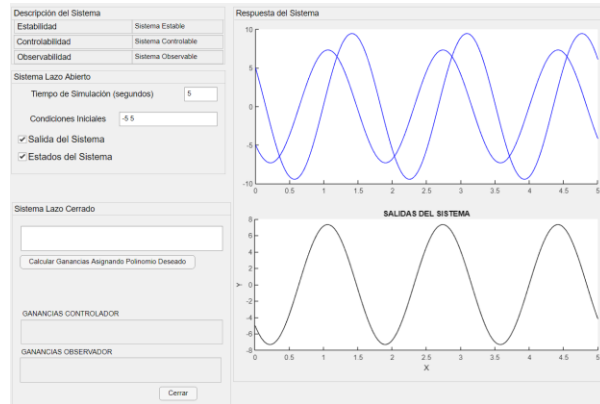 Descripción del Sistema
Estabilidad Sistema Estable
Controlabilidad Sistema Controlable
Observabilidad Sistema Observable
Sistema Lazo Abierto
Tiempo de Simulación (segundos) 5
Condiciones Iniciales -5 5
Salida del Sistema
Estados del Sistema
Sistema Lazo Cerrado
Calcular Ganancias Asignando Polinomio Deseado
GANANCIAS CONTROLADOR
GANANCIAS OBSERVADOR
Cerrar
Respuesta del Sistema
10
5
0
-5
-10
0 0.5 1 1.5 2 2.5 3 3.5 4 4.5 5
SALIDAS DEL SISTEMA
8
6
4
2
0
-2
-4
-6
-8
Y
0 0.5 1 1.5 2 2.5 3 3.5 4 4.5 5
X